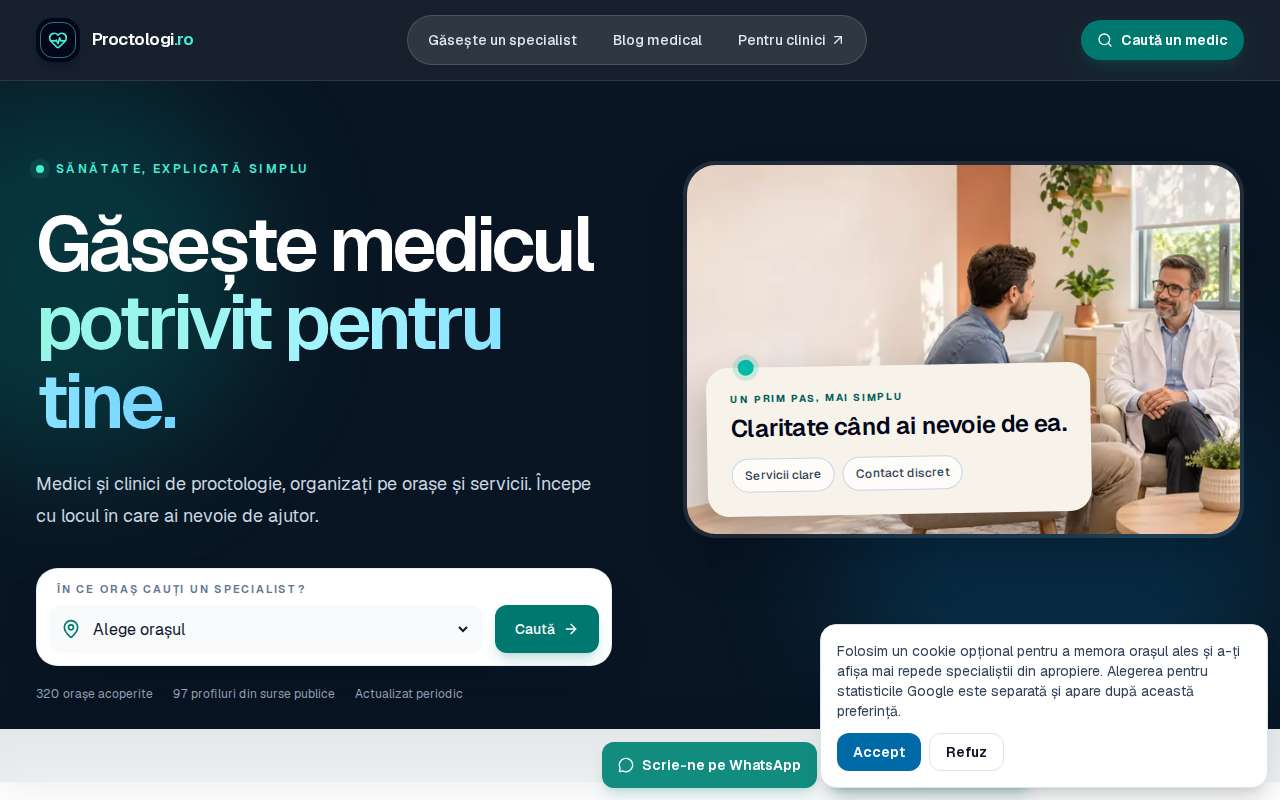 Proctologi.ro
Găsește un specialist
Blog medical
Pentru clinici
Caută un medic
SĂNĂTATE, EXPLICATĂ SIMPLU
Găsește medicul
potrivit pentru
tine.
Medici și clinici de proctologie, organizați pe orașe și servicii. Începe
cu locul în care ai nevoie de ajutor.
ÎN CE ORAȘ CAUȚI UN SPECIALIST?
Alege orașul
Caută
320 orașe acoperite
97 profiluri din surse publice
Actualizat periodic
UN PRIM PAS, MAI SIMPLU
Claritate când ai nevoie de ea.
Servicii clare
Contact discret
Folosim un cookie opțional pentru a memora orașul ales și a-ți
afișa mai repede specialiștii din apropiere. Alegerea pentru
statisticile Google este separată și apare după această
preferință.
Accept
Refuz
Scrie-ne pe WhatsApp